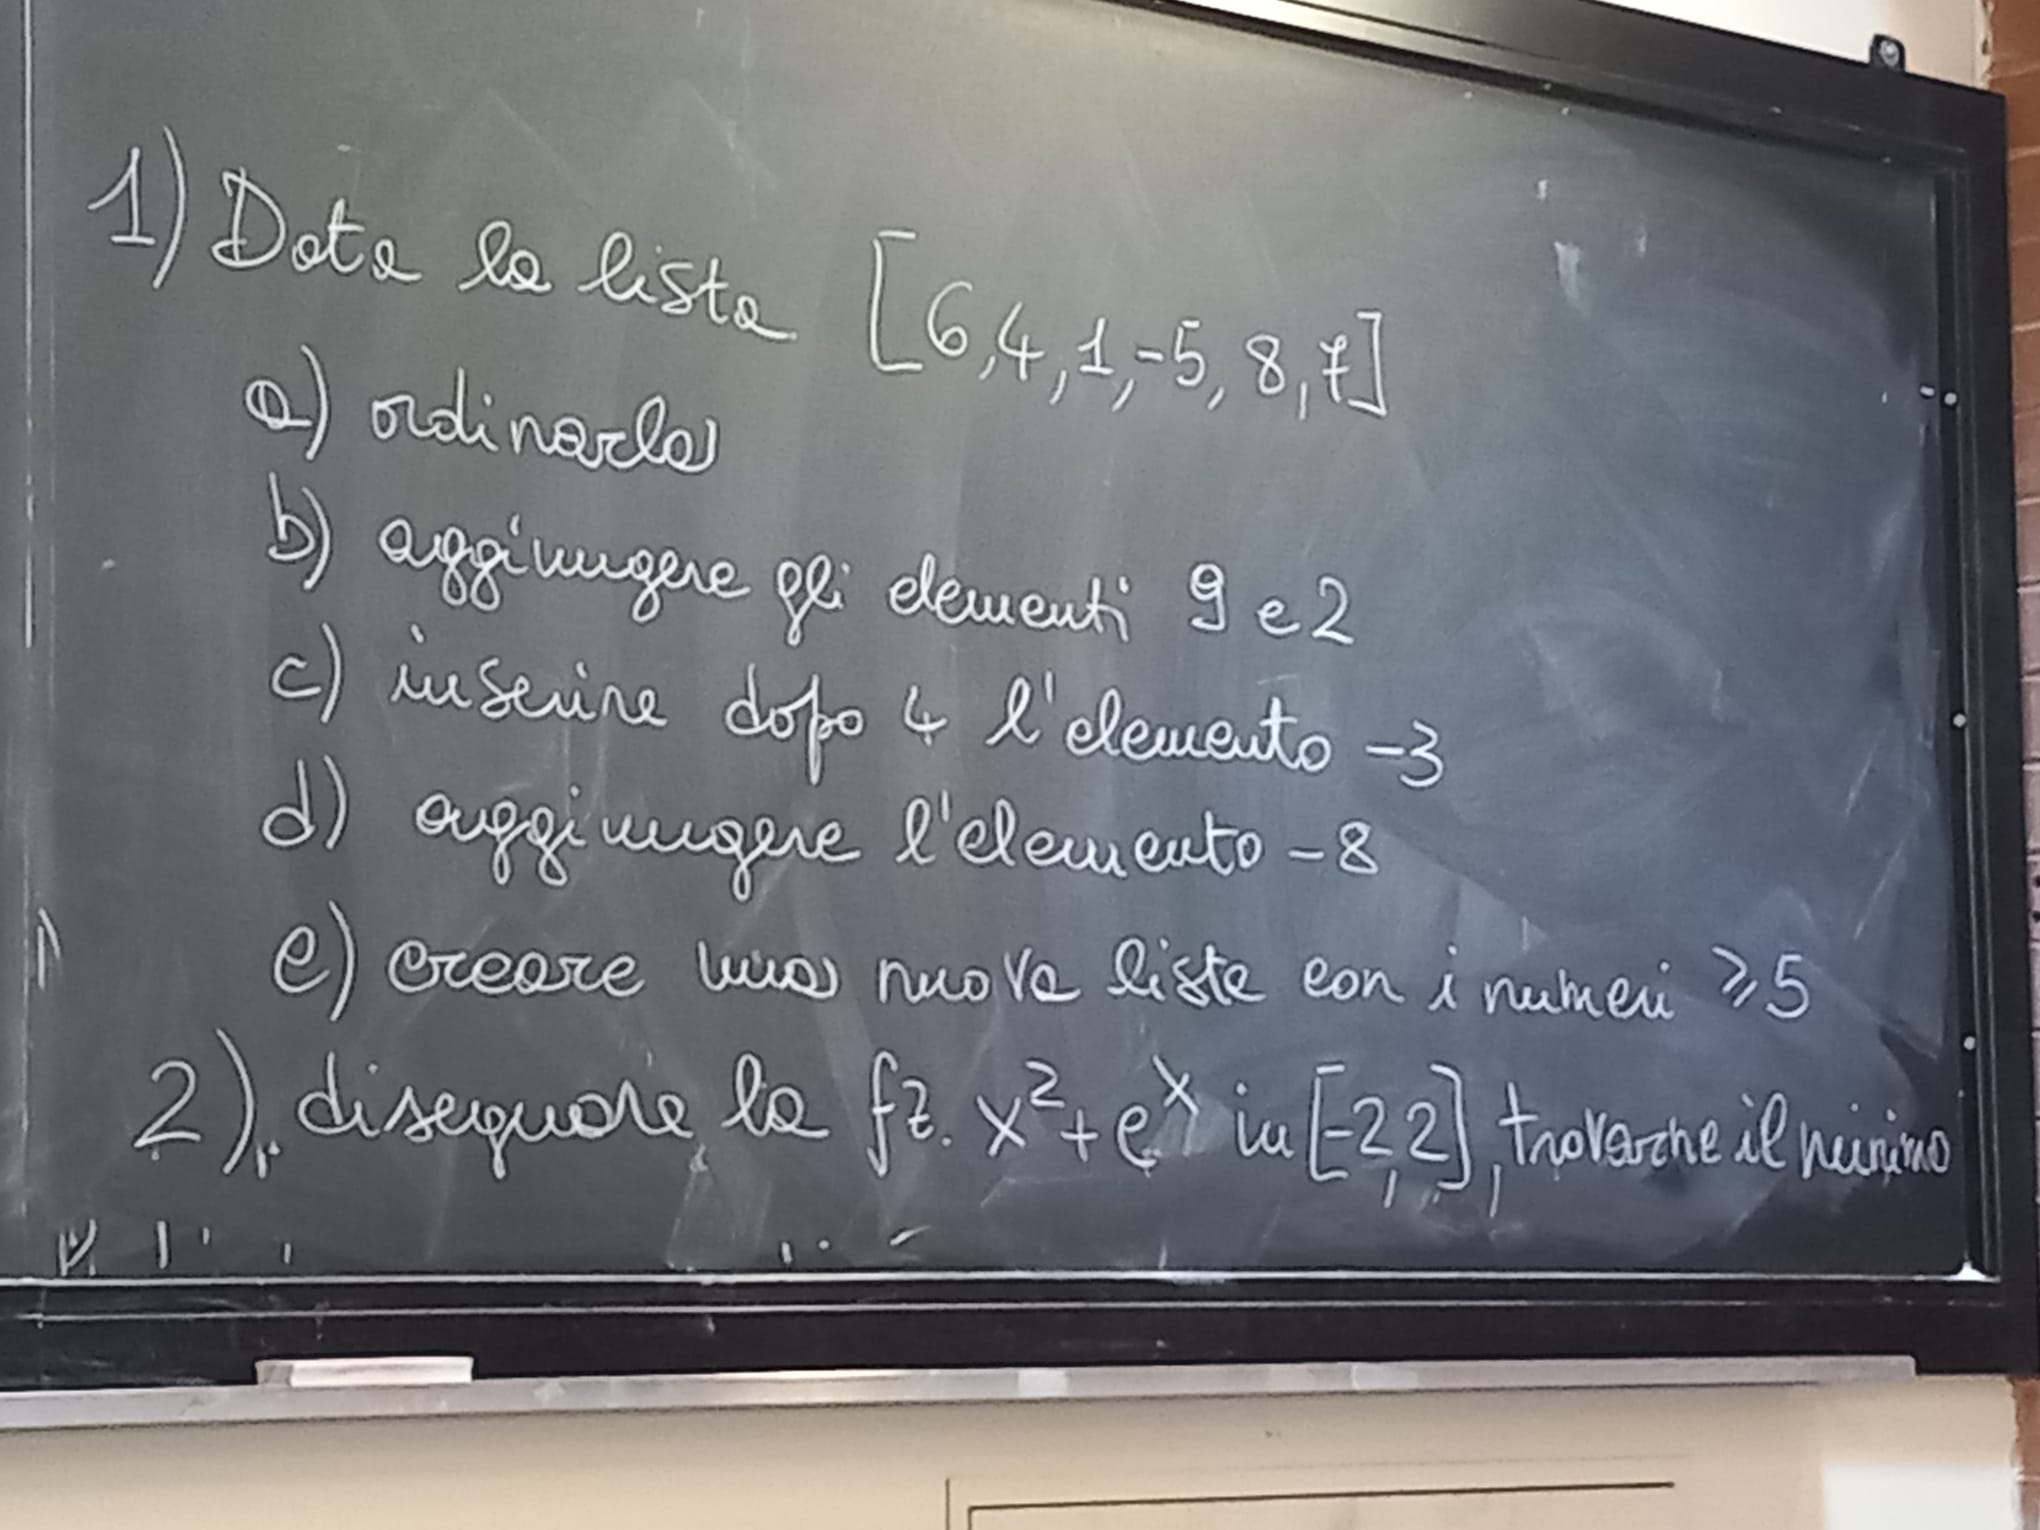 1) Data la lista [6,4,1,-5,8,7]
a) ordinarla
b) aggiungere gli elementi 9 e 2
c) inserire dopo 4 l'elemento -3
d) aggiungere l'elemento -8
e) creare una nuova lista con i numeri ⩾5
2) disegnare la fz. x²+eˣ in [-2,2], trovarne il minimo